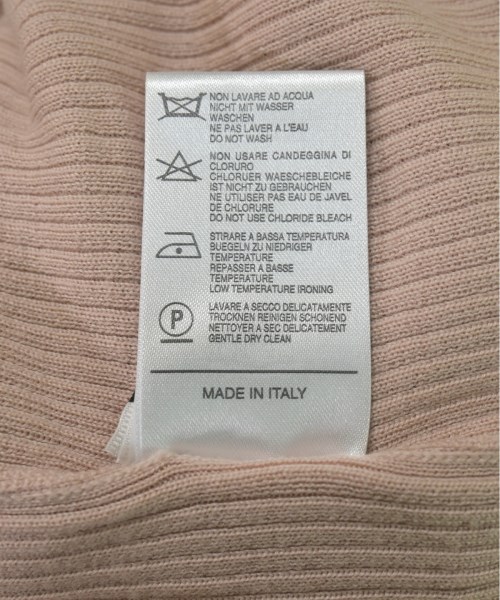 NON LAVARE AD ACQUA
NICHT MIT WASSER
WASCHEN
NE PAS LAVER A L'EAU
DO NOT WASH
NON USARE CANDEGGINA DI
CLORURO
CHLORUER WAESCHEBLEICHE
IST NICHT ZU GEBRAUCHEN
NE UTILISER PAS EAU DE JAVEL
DE CHLORURE
DO NOT USE CHLORIDE BLEACH
STIRARE A BASSA TEMPERATURA
BUEGELN ZU NIEDRIGER
TEMPERATURE
REPASSER A BASSE
TEMPERATURE
LOW TEMPERATURE IRONING
P
LAVARE A SECCO DELICATAMENTE
TROCKNEN REINIGEN SCHONEND
NETTOYER A SEC DELICATEMENT
GENTLE DRY CLEAN
MADE IN ITALY